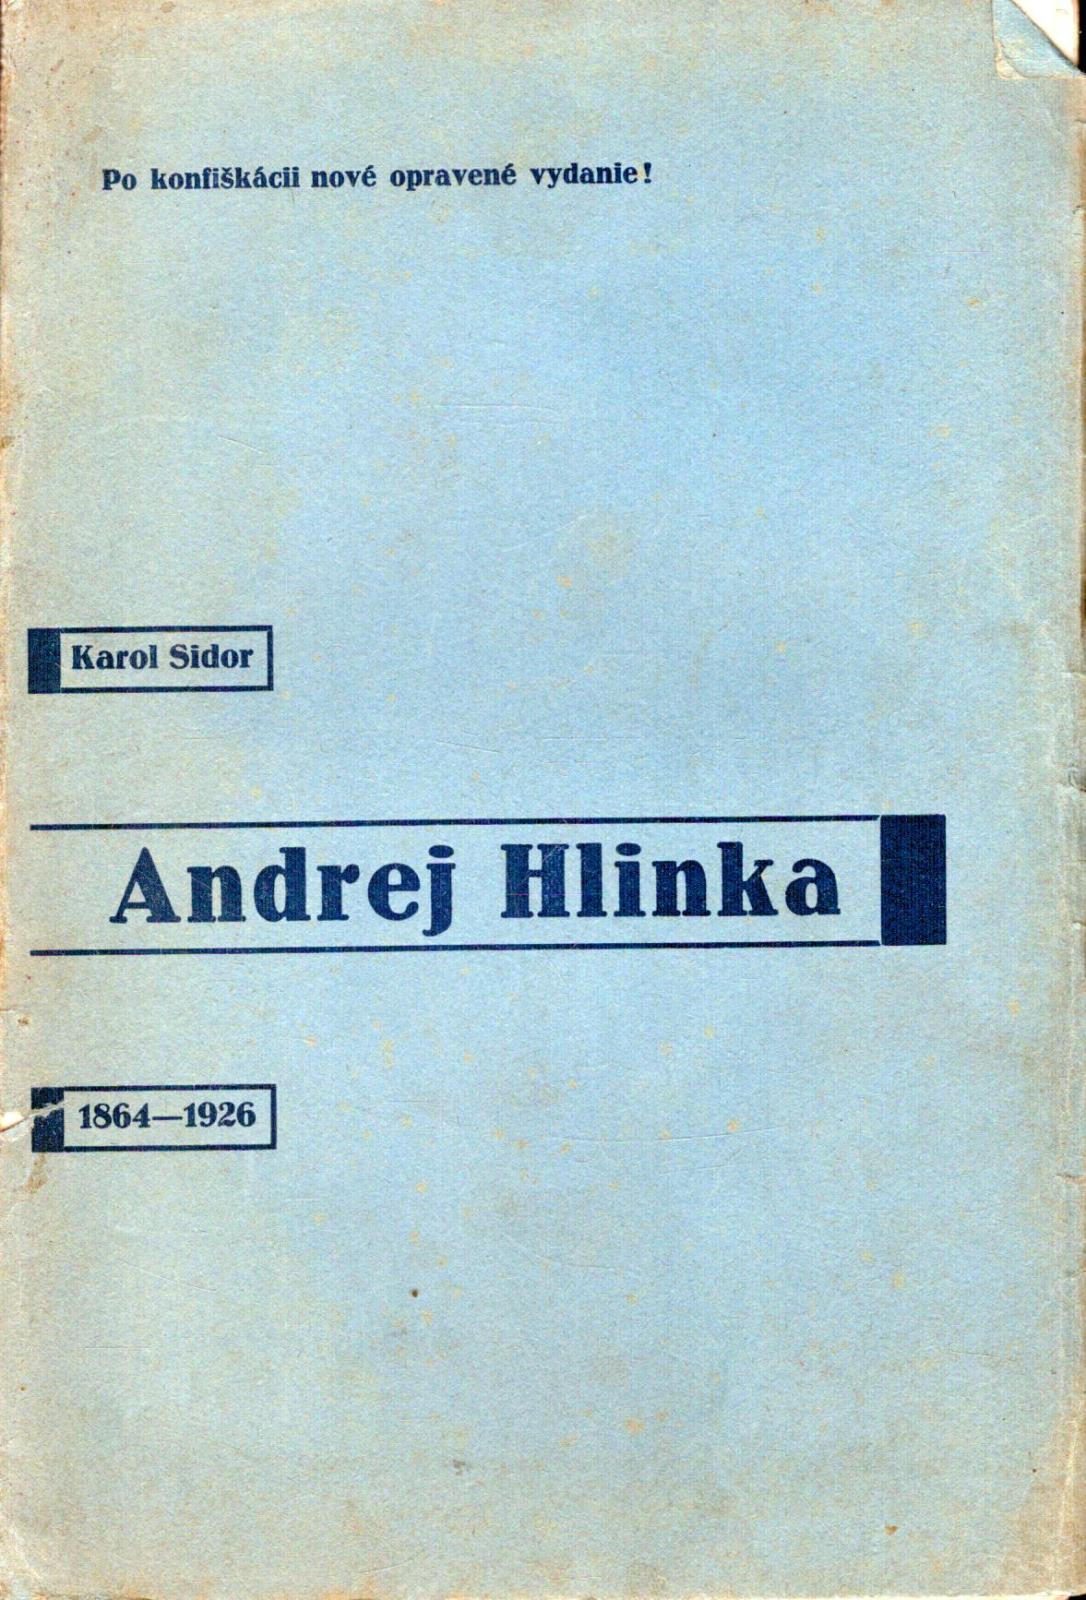 Po konfiškácii nové opravené vydanie!
Karol Sidor
Andrej Hlinka
1864—1926